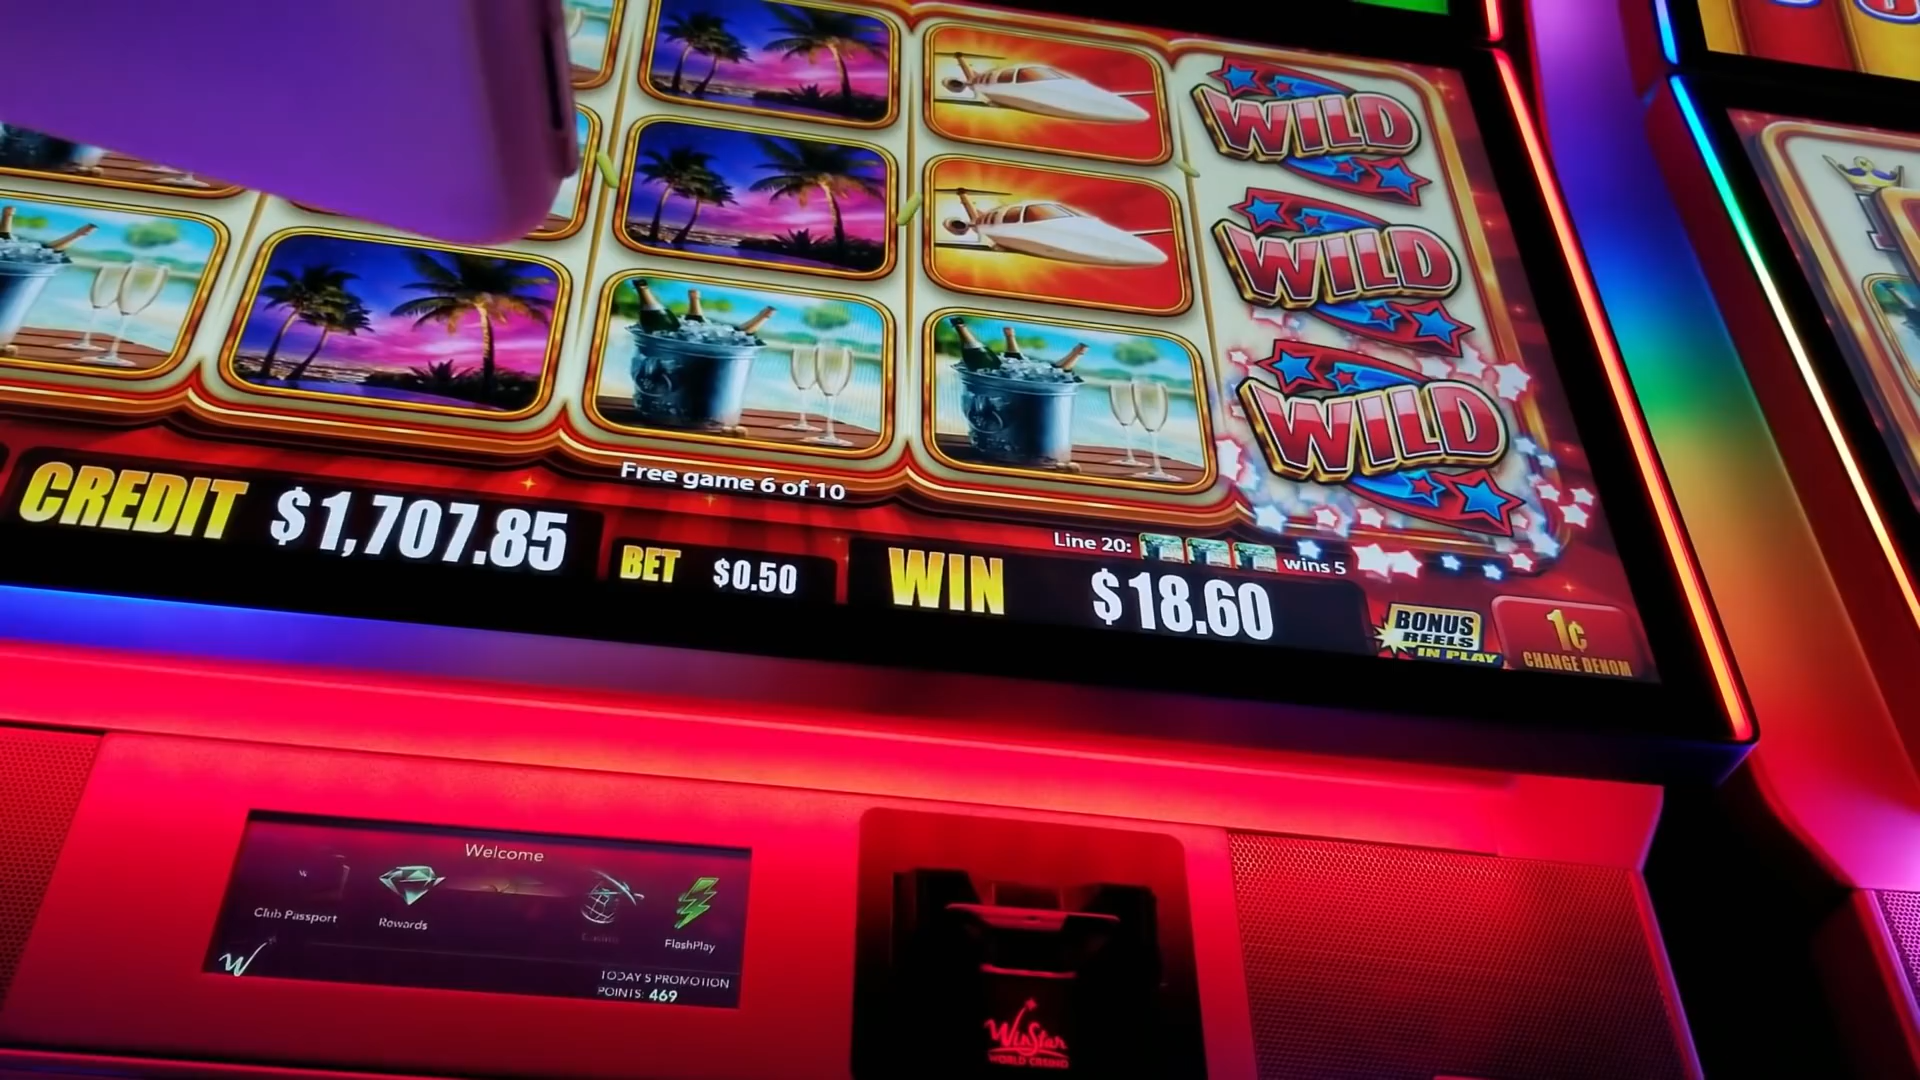 WILD
WILD
WILD
Free game 6 of 10
CREDIT $1,707.85
BET $0.50
Line 20: wins 5
WIN $18.60
BONUS
REELS
IN PLAY
1¢
CHANGE DENOM
Welcome
Club Passport
Rewards
Casino
FlashPlay
W
TODAY'S PROMOTION
POINTS: 469
WinStar
WORLD CASINO